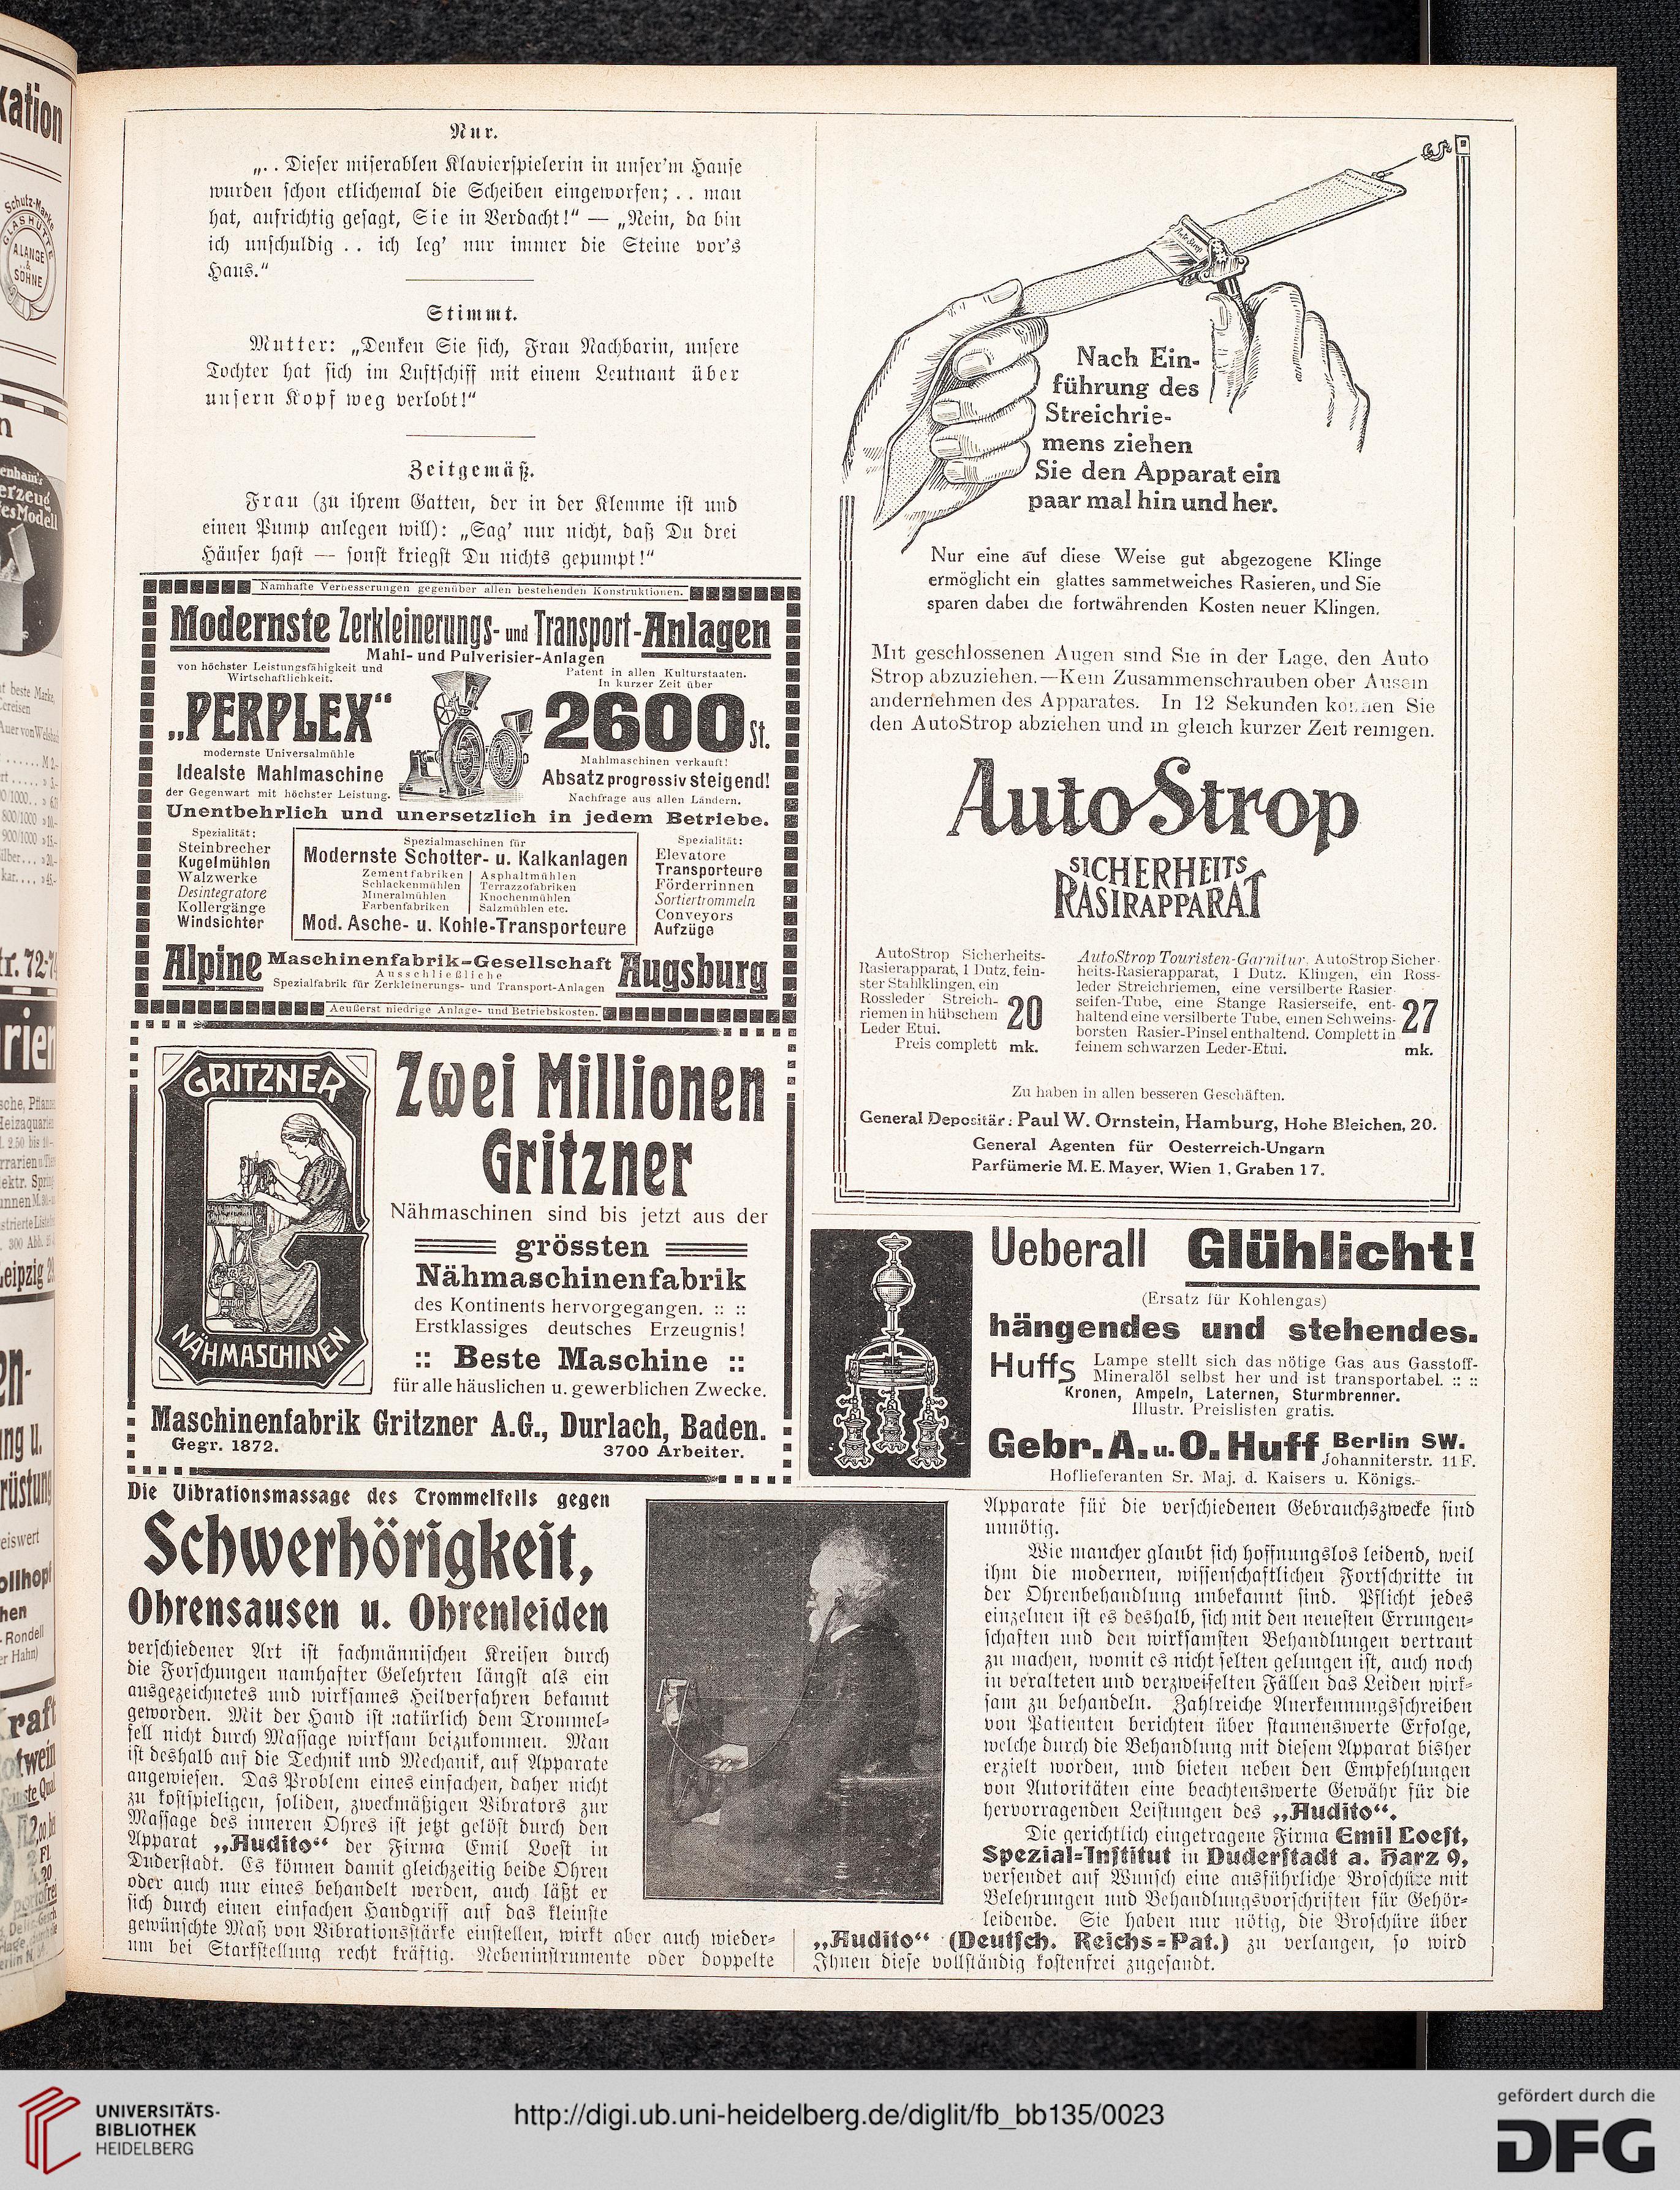 Nur.
„. . Dieser miserablen Klavierspielerin in unser'm Hause
wurden schon etlichemal die Scheiben eingeworfen; . . man
hat, aufrichtig gesagt, Sie in Verdacht!“ — „Nein, da bin
ich unschuldig . . ich leg' nur immer die Steine vor's
Haus.“
Stimmt.
Mutter: „Denken Sie sich, Frau Nachbarin, unsere
Tochter hat sich im Luftschiff mit einem Leutnant über
unsern Kopf weg verlobt!“
Zeitgemäß.
Frau (zu ihrem Gatten, der in der Klemme ist und
einen Pump anlegen will): „Sag' nur nicht, daß Du drei
Häuser hast — sonst kriegst Du nichts gepumpt!“
Namhafte Verbesserungen gegenüber allen bestehenden Konstruktionen.
Modernste Zerkleinerungs- und Transport-Anlagen
Mahl- und Pulverisier-Anlagen
von höchster Leistungsfähigkeit und
Wirtschaftlichkeit.
Patent in allen Kulturstaaten.
In kurzer Zeit über
„PERPLEX“
2600 St.
modernste Universalmühle
Mahlmaschinen verkauft!
Idealste Mahlmaschine
Absatz progressiv steigend!
der Gegenwart mit höchster Leistung.
Nachfrage aus allen Ländern.
Unentbehrlich und unersetzlich in jedem Betriebe.
Spezialität:
Steinbrecher
Kugelmühlen
Walzwerke
Desintegratore
Kollergänge
Windsichter
Spezialmaschinen für
Modernste Schotter- u. Kalkanlagen
Zementfabriken | Asphaltmühlen
Schlackenmühlen | Terrazzofabriken
Mineralmühlen | Knochenmühlen
Farbenfabriken | Salzmühlen etc.
Mod. Asche- u. Kohle-Transporteure
Spezialität:
Elevatore
Transporteure
Förderrinnen
Sortiertrommeln
Conveyors
Aufzüge
Alpine Maschinenfabrik-Gesellschaft Augsburg
Ausschließliche
Spezialfabrik für Zerkleinerungs- und Transport-Anlagen
Aeußerst niedrige Anlage- und Betriebskosten.
GRITZNER
NÄHMASCHINEN
Zwei Millionen
Gritzner
Nähmaschinen sind bis jetzt aus der
grössten
Nähmaschinenfabrik
des Kontinents hervorgegangen. :: ::
Erstklassiges deutsches Erzeugnis!
:: Beste Maschine ::
für alle häuslichen u. gewerblichen Zwecke.
Maschinenfabrik Gritzner A.G., Durlach, Baden.
Gegr. 1872.
3700 Arbeiter.
Auto Strop
Nach Ein-
führung des
Streichrie-
mens ziehen
Sie den Apparat ein
paar mal hin und her.
Nur eine auf diese Weise gut abgezogene Klinge
ermöglicht ein glattes sammetweiches Rasieren, und Sie
sparen dabei die fortwährenden Kosten neuer Klingen.
Mit geschlossenen Augen sind Sie in der Lage, den Auto
Strop abzuziehen.—Kein Zusammenschrauben ober Ausein
andernehmen des Apparates. In 12 Sekunden können Sie
den AutoStrop abziehen und in gleich kurzer Zeit reinigen.
AutoStrop
SICHERHEITS
RASIRAPPARAT
AutoStrop Sicherheits-
Rasierapparat, 1 Dutz, fein-
ster Stahlklingen, ein
Rossleder Streich-
riemen in hübschem
Leder Etui.
Preis complett
20
mk.
AutoStrop Touristen-Garnitur. AutoStrop Sicher-
heits-Rasierapparat, 1 Dutz. Klingen, ein Ross-
leder Streichriemen, eine versilberte Rasier-
seifen-Tube, eine Stange Rasierseife, ent-
haltend eine versilberte Tube, einen Schweins-
borsten Rasier-Pinsel enthaltend. Complett in
feinem schwarzen Leder-Etui.
27
mk.
Zu haben in allen besseren Geschäften.
General Depositär: Paul W. Ornstein, Hamburg, Hohe Bleichen, 20.
General Agenten für Oesterreich-Ungarn
Parfümerie M. E. Mayer, Wien 1, Graben 17.
Ueberall Glühlicht!
(Ersatz für Kohlengas)
hängendes und stehendes.
Huffs Lampe stellt sich das nötige Gas aus Gasstoff-
Mineralöl selbst her und ist transportabel. :: ::
Kronen, Ampeln, Laternen, Sturmbrenner.
Illustr. Preislisten gratis.
Gebr. A. u. O. Huff Berlin SW.
Johanniterstr. 11 F.
Hoflieferanten Sr. Maj. d. Kaisers u. Königs.
Die Vibrationsmassage des Trommelfells gegen
Schwerhörigkeit,
Ohrensausen u. Ohrenleiden
verschiedener Art ist fachmännischen Kreisen durch
die Forschungen namhafter Gelehrten längst als ein
ausgezeichnetes und wirksames Heilverfahren bekannt
geworden. Mit der Hand ist natürlich dem Trommel-
fell nicht durch Massage wirksam beizukommen. Man
ist deshalb auf die Technik und Mechanik, auf Apparate
angewiesen. Das Problem eines einfachen, daher nicht
zu kostspieligen, soliden, zweckmäßigen Vibrators zur
Massage des inneren Ohres ist jetzt gelöst durch den
Apparat „Audito“ der Firma Emil Loest in
Duderstadt. Es können damit gleichzeitig beide Ohren
oder auch nur eines behandelt werden, auch läßt er
sich durch einen einfachen Handgriff auf das kleinste
gewünschte Maß von Vibrationsstärke einstellen, wirkt aber auch wieder-
um bei Starkstellung recht kräftig. Nebeninstrumente oder doppelte
Apparate für die verschiedenen Gebrauchszwecke sind
unnötig.
Wie mancher glaubt sich hoffnungslos leidend, weil
ihm die modernen, wissenschaftlichen Fortschritte in
der Ohrenbehandlung unbekannt sind. Pflicht jedes
einzelnen ist es deshalb, sich mit den neuesten Errungen-
schaften und den wirksamsten Behandlungen vertraut
zu machen, womit es nicht selten gelungen ist, auch noch
in veralteten und verzweifelten Fällen das Leiden wirk-
sam zu behandeln. Zahlreiche Anerkennungsschreiben
von Patienten berichten über staunenswerte Erfolge,
welche durch die Behandlung mit diesem Apparat bisher
erzielt worden, und bieten neben den Empfehlungen
von Autoritäten eine beachtenswerte Gewähr für die
hervorragenden Leistungen des „Audito“.
Die gerichtlich eingetragene Firma Emil Loest,
Spezial-Institut in Duderstadt a. Harz 9,
versendet auf Wunsch eine ausführliche Broschüre mit
Belehrungen und Behandlungsvorschriften für Gehör-
leidende. Sie haben nur nötig, die Broschüre über
„Audito“ (Deutsch. Reichs-Pat.) zu verlangen, so wird
Ihnen diese vollständig kostenfrei zugesandt.
UNIVERSITÄTS-
BIBLIOTHEK
HEIDELBERG
http://digi.ub.uni-heidelberg.de/diglit/fb_bb135/0023
gefördert durch die
DFG